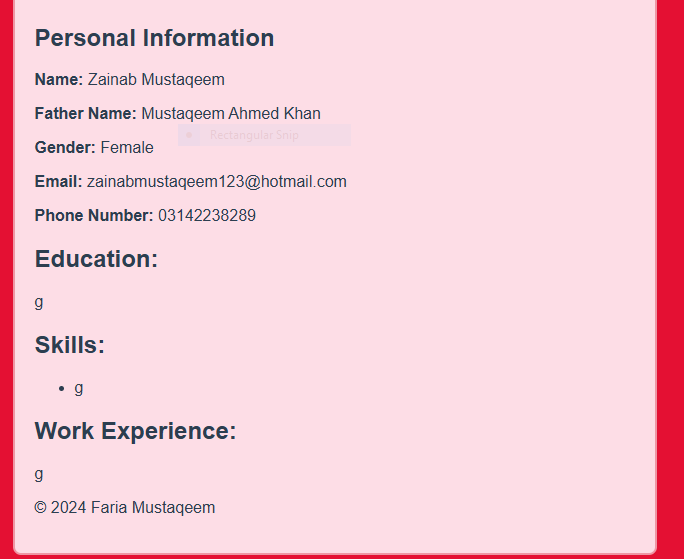 Personal Information
Name: Zainab Mustaqeem
Father Name: Mustaqeem Ahmed Khan
Rectangular Snip
Gender: Female
Email: zainabmustaqeem123@hotmail.com
Phone Number: 03142238289
Education:
g
Skills:
• g
Work Experience:
g
© 2024 Faria Mustaqeem